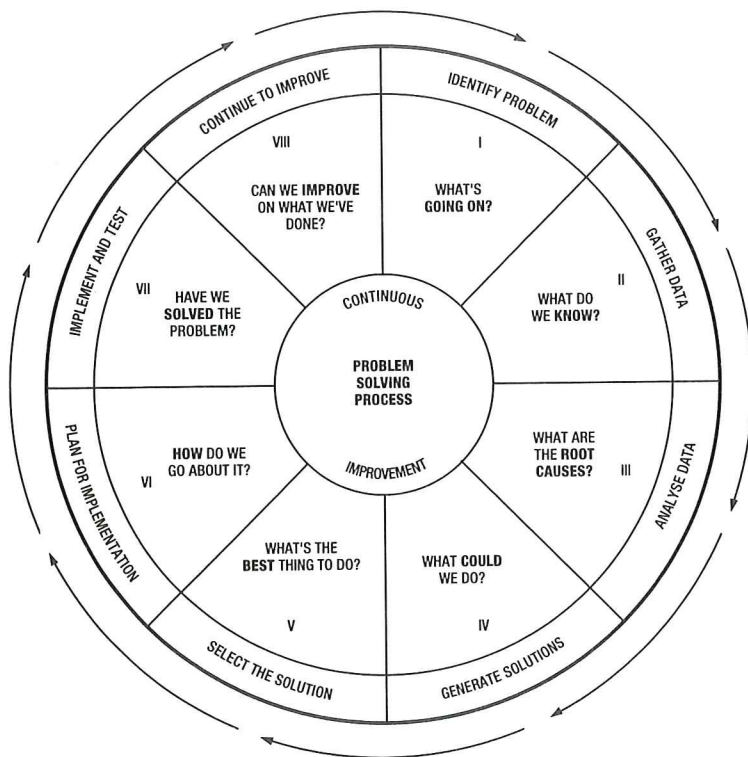 CONTINUE TO IMPROVE
IDENTIFY PROBLEM
GATHER DATA
ANALYSE DATA
GENERATE SOLUTIONS
SELECT THE SOLUTION
PLAN FOR IMPLEMENTATION
IMPLEMENT AND TEST
VIII
CAN WE IMPROVE
ON WHAT WE'VE
DONE?
I
WHAT'S
GOING ON?
II
WHAT DO
WE KNOW?
WHAT ARE
THE ROOT
CAUSES?
III
WHAT COULD
WE DO?
IV
WHAT'S THE
BEST THING TO DO?
V
HOW DO WE
GO ABOUT IT?
VI
VII
HAVE WE
SOLVED THE
PROBLEM?
CONTINUOUS
PROBLEM
SOLVING
PROCESS
IMPROVEMENT